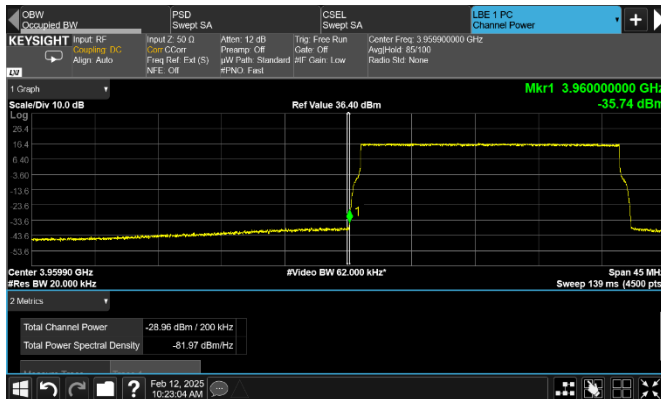 OBW
Occupied BW
PSD
Swept SA
CSEL
Swept SA
LBE 1 PC
Channel Power
KEYSIGHT
Input: RF
Coupling: DC
Align: Auto
Input Z: 50 Ω
Corr CCorr
Freq Ref: Ext (S)
NFE: Off
Atten: 12 dB
Preamp: Off
µW Path: Standard
#PNO: Fast
Trig: Free Run
Gate: Off
#IF Gain: Low
Center Freq: 3.959900000 GHz
Avg|Hold: 85/100
Radio Std: None
1 Graph
Mkr1 3.960000000 GHz
Scale/Div 10.0 dB
Ref Value 36.40 dBm
-35.74 dBm
Log
26.4
16.4
6.40
-3.60
-13.6
-23.6
-33.6
-43.6
-53.6
1
Center 3.95990 GHz
#Video BW 62.000 kHz*
Span 45 MHz
#Res BW 20.000 kHz
Sweep 139 ms (4500 pts
2 Metrics
Total Channel Power -28.96 dBm / 200 kHz
Total Power Spectral Density -81.97 dBm/Hz
Feb 12, 2025
10:23:04 AM